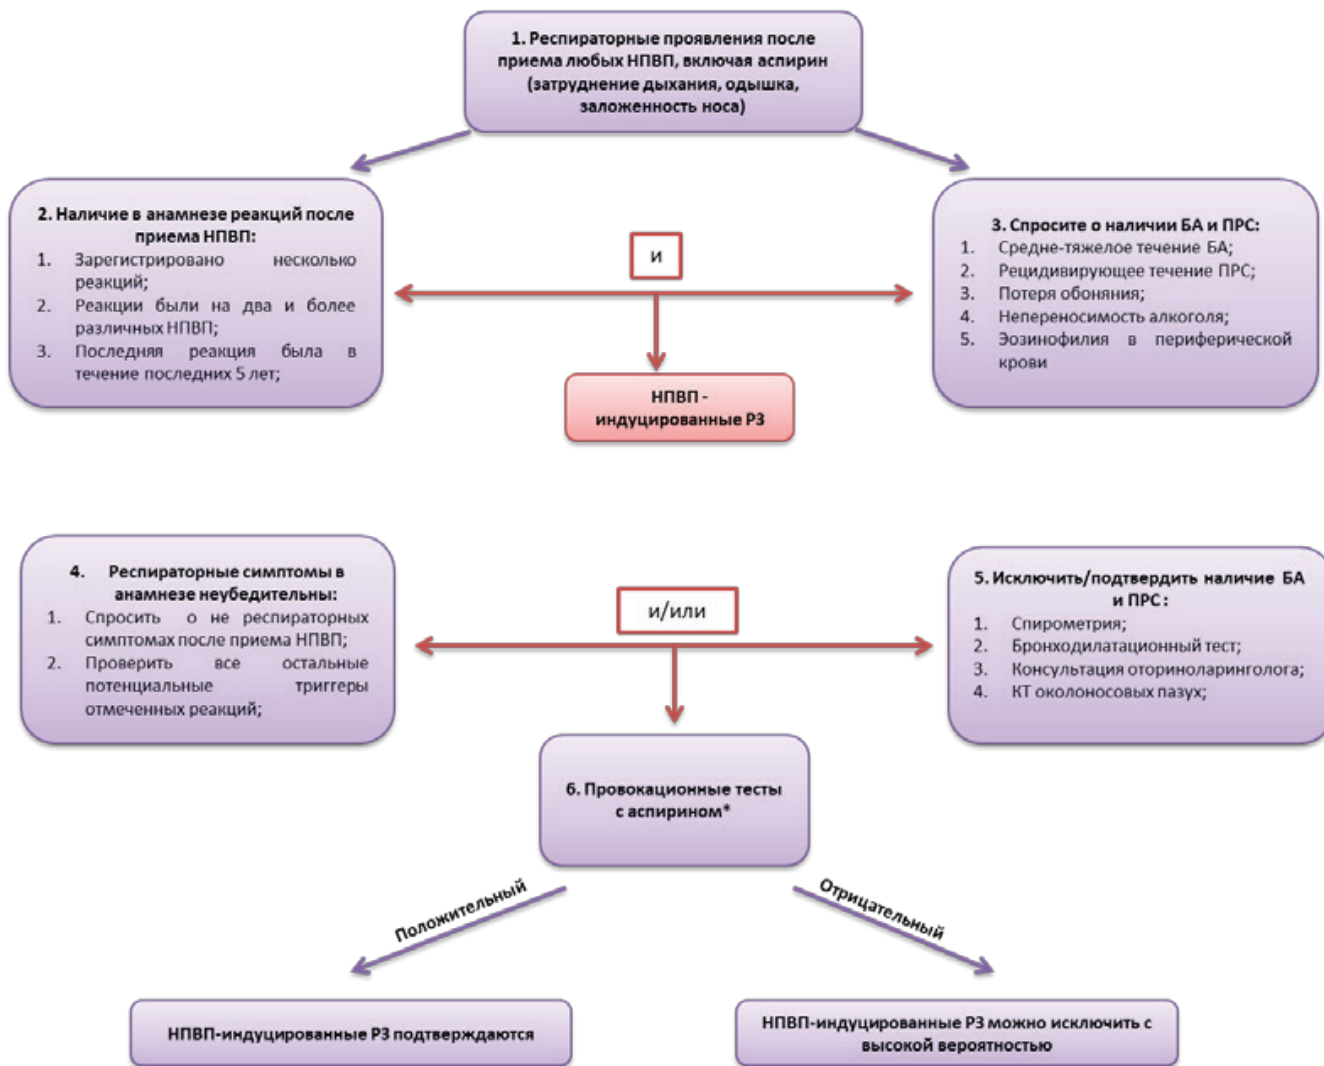 1. Респираторные проявления после
приема любых НПВП, включая аспирин
(затруднение дыхания, одышка,
заложенность носа)
2. Наличие в анамнезе реакций после
приема НПВП:
1. Зарегистрировано несколько
реакций;
2. Реакции были на два и более
различных НПВП;
3. Последняя реакция была в
течение последних 5 лет;
и
3. Спросите о наличии БА и ПРС:
1. Средне-тяжелое течение БА;
2. Рецидивирующее течение ПРС;
3. Потеря обоняния;
4. Непереносимость алкоголя;
5. Эозинофилия в периферической
крови
НПВП -
индуцированные РЗ
4. Респираторные симптомы в
анамнезе неубедительны:
1. Спросить о не респираторных
симптомах после приема НПВП;
2. Проверить все остальные
потенциальные триггеры
отмеченных реакций;
и/или
5. Исключить/подтвердить наличие БА
и ПРС :
1. Спирометрия;
2. Бронходилатационный тест;
3. Консультация оториноларинголога;
4. КТ околоносовых пазух;
6. Провокационные тесты
с аспирином*
Положительный
Отрицательный
НПВП-индуцированные РЗ подтверждаются
НПВП-индуцированные РЗ можно исключить с
высокой вероятностью